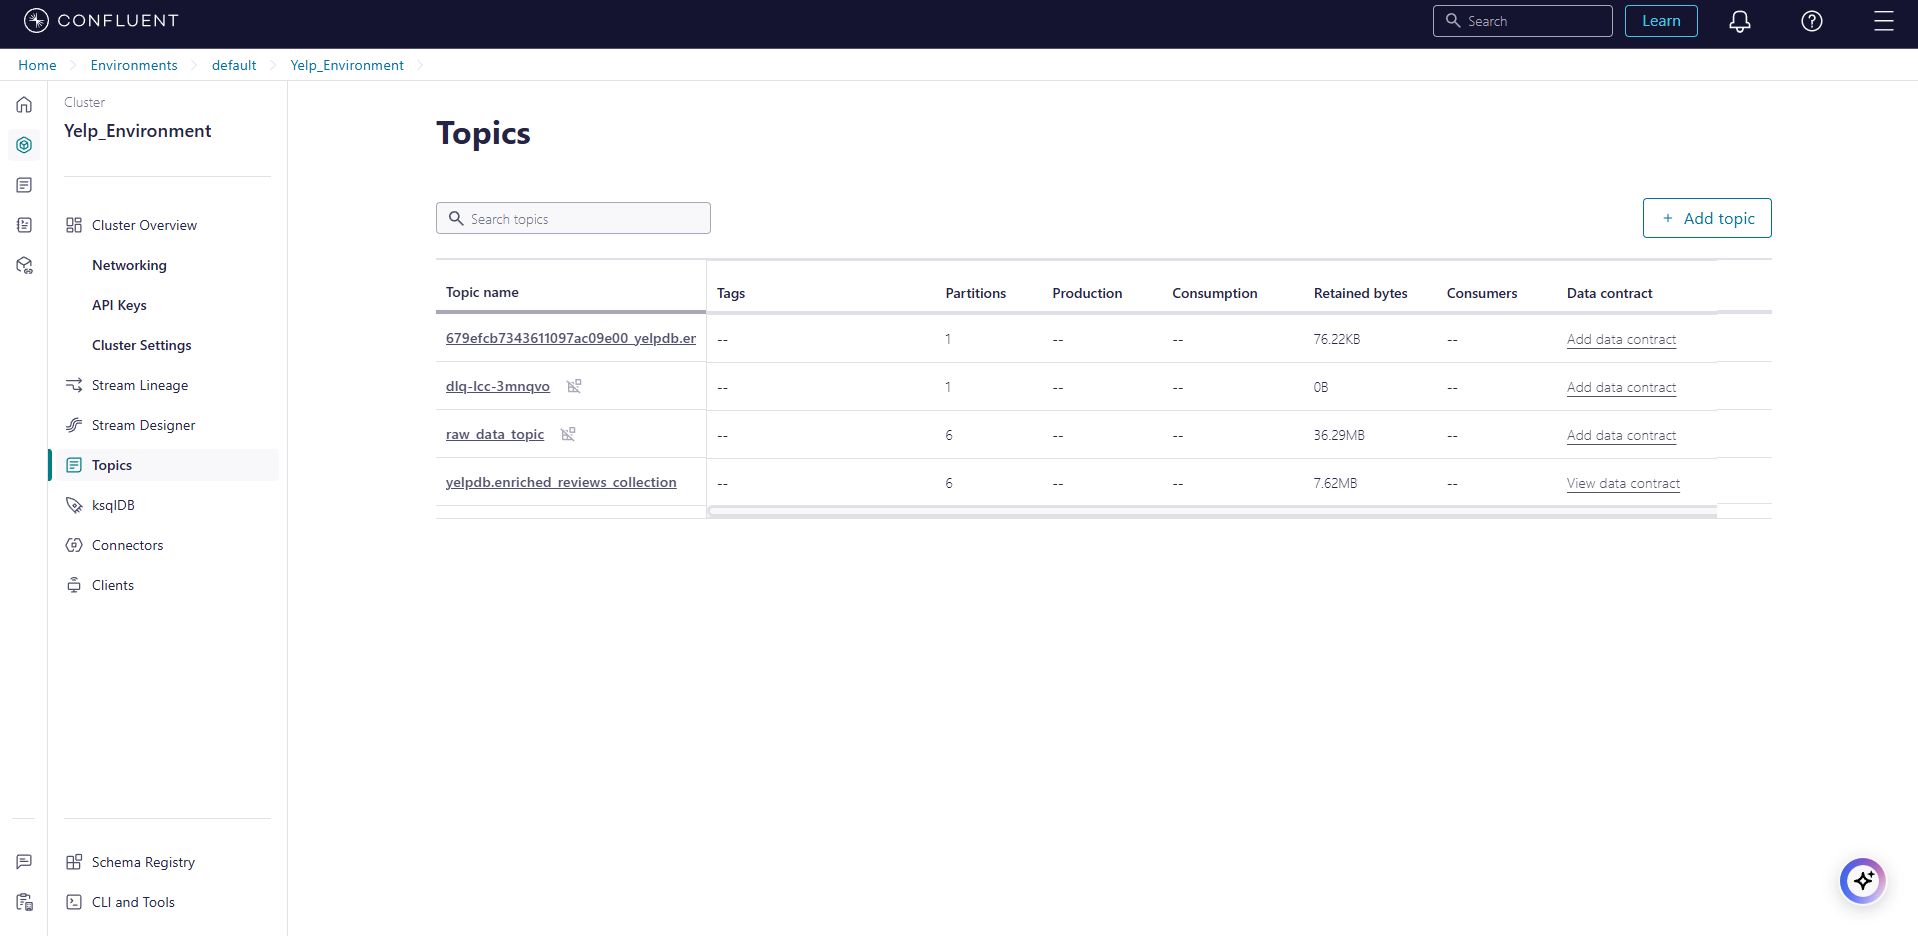 CONFLUENT
Search
Learn
Home
Environments
default
Yelp_Environment
Cluster
Yelp_Environment
Cluster Overview
Networking
API Keys
Cluster Settings
Stream Lineage
Stream Designer
Topics
ksqlDB
Connectors
Clients
Schema Registry
CLI and Tools
Topics
Search topics
+ Add topic
Topic name Tags Partitions Production Consumption Retained bytes Consumers Data contract
679efcb7343611097ac09e00_yelpdb.er -- 1 -- -- 76.22KB -- Add data contract
dlq-lcc-3mnqvo -- 1 -- -- 0B -- Add data contract
raw_data_topic -- 6 -- -- 36.29MB -- Add data contract
yelpdb.enriched_reviews_collection -- 6 -- -- 7.62MB -- View data contract